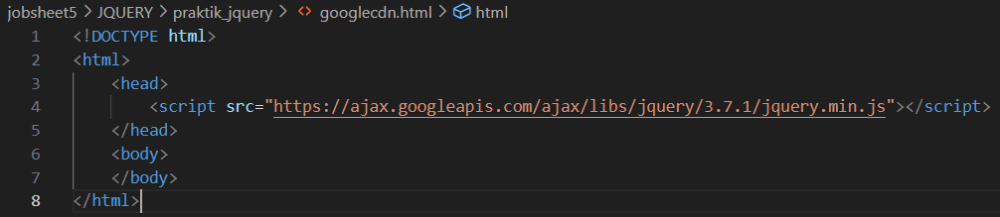 jobsheet5 > JQUERY > praktik_jquery > <> googlecdn.html > html
1 <!DOCTYPE html>
2 <html>
3     <head>
4         <script src="https://ajax.googleapis.com/ajax/libs/jquery/3.7.1/jquery.min.js"></script>
5     </head>
6     <body>
7     </body>
8 </html>